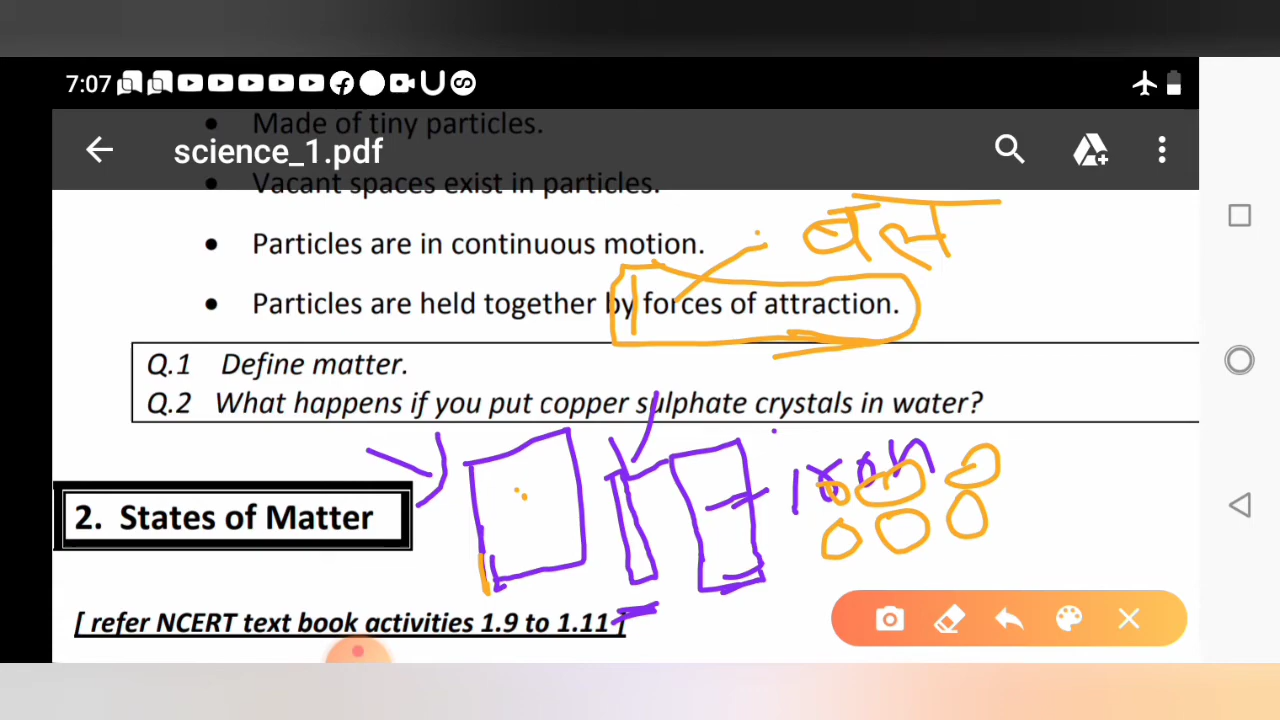 7:07
Made of tiny particles.
science_1.pdf
Vacant spaces exist in particles.
Particles are in continuous motion.
बल
Particles are held together by forces of attraction.
Q.1 Define matter.
Q.2 What happens if you put copper sulphate crystals in water?
Iron
2. States of Matter
[ refer NCERT text book activities 1.9 to 1.11 ]